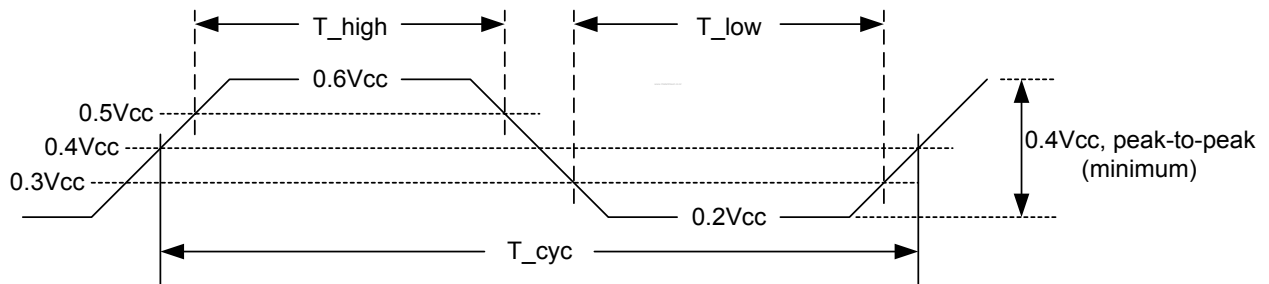 T_high
T_low
0.6Vcc
0.5Vcc
0.4Vcc
0.3Vcc
0.4Vcc, peak-to-peak
(minimum)
0.2Vcc
T_cyc